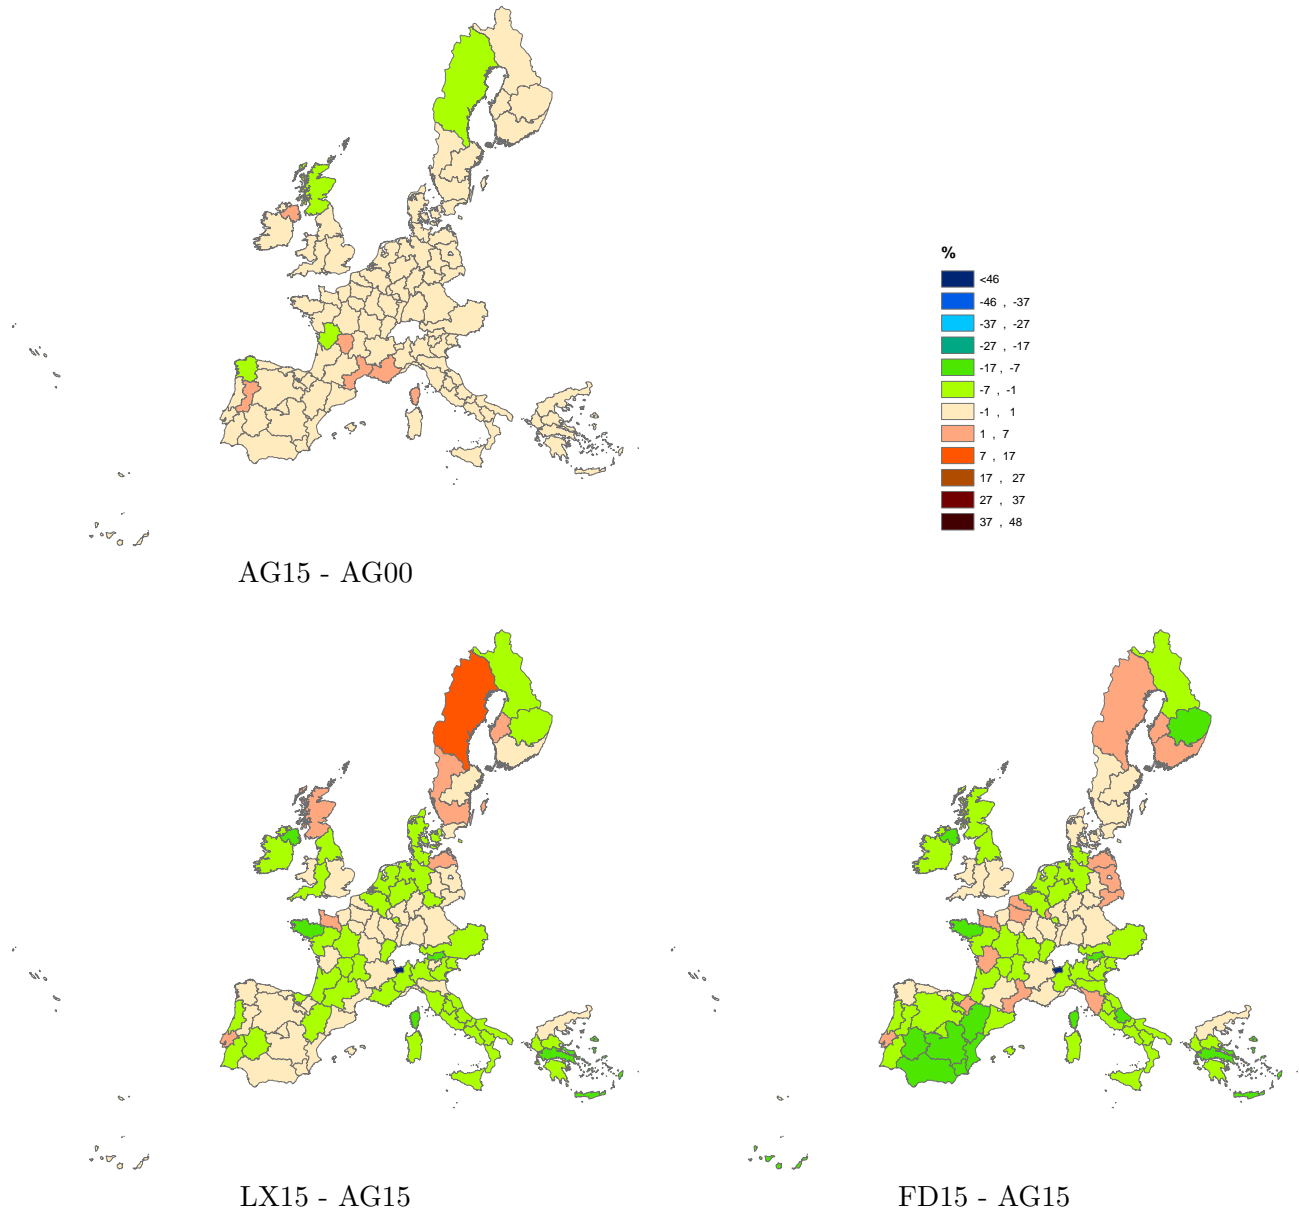 %
<46
-46 , -37
-37 , -27
-27 , -17
-17 , -7
-7 , -1
-1 , 1
1 , 7
7 , 17
17 , 27
27 , 37
37 , 48
AG15 - AG00
LX15 - AG15
FD15 - AG15